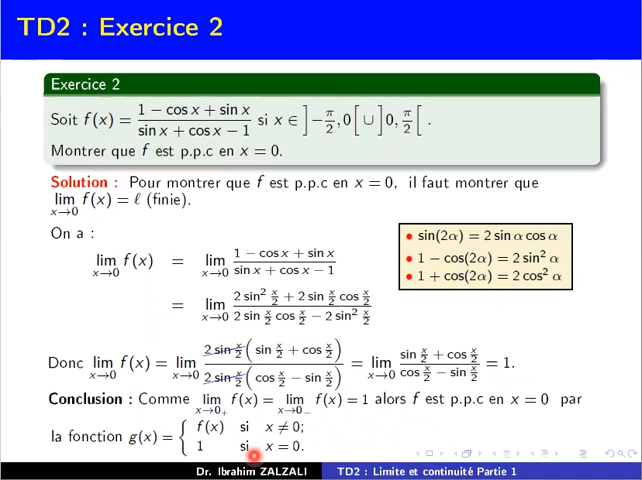 TD2 : Exercice 2
Exercice 2
Soit f(x) = (1 − cos x + sin x) / (sin x + cos x − 1) si x ∈ ]−π/2, 0[ ∪ ]0, π/2[ .
Montrer que f est p.p.c en x = 0.
Solution : Pour montrer que f est p.p.c en x = 0, il faut montrer que
lim_{x→0} f(x) = ℓ (finie).
On a :
lim_{x→0} f(x) = lim_{x→0} (1 − cos x + sin x) / (sin x + cos x − 1)
= lim_{x→0} (2 sin² x/2 + 2 sin x/2 cos x/2) / (2 sin x/2 cos x/2 − 2 sin² x/2)
• sin(2α) = 2 sin α cos α
• 1 − cos(2α) = 2 sin² α
• 1 + cos(2α) = 2 cos² α
Donc lim_{x→0} f(x) = lim_{x→0} (2 sin x/2 (sin x/2 + cos x/2)) / (2 sin x/2 (cos x/2 − sin x/2)) = lim_{x→0} (sin x/2 + cos x/2) / (cos x/2 − sin x/2) = 1.
Conclusion : Comme lim_{x→0+} f(x) = lim_{x→0−} f(x) = 1 alors f est p.p.c en x = 0 par
la fonction g(x) = { f(x) si x ≠ 0;
1 si x = 0.
Dr. Ibrahim ZALZALI TD2 : Limite et continuité Partie 1